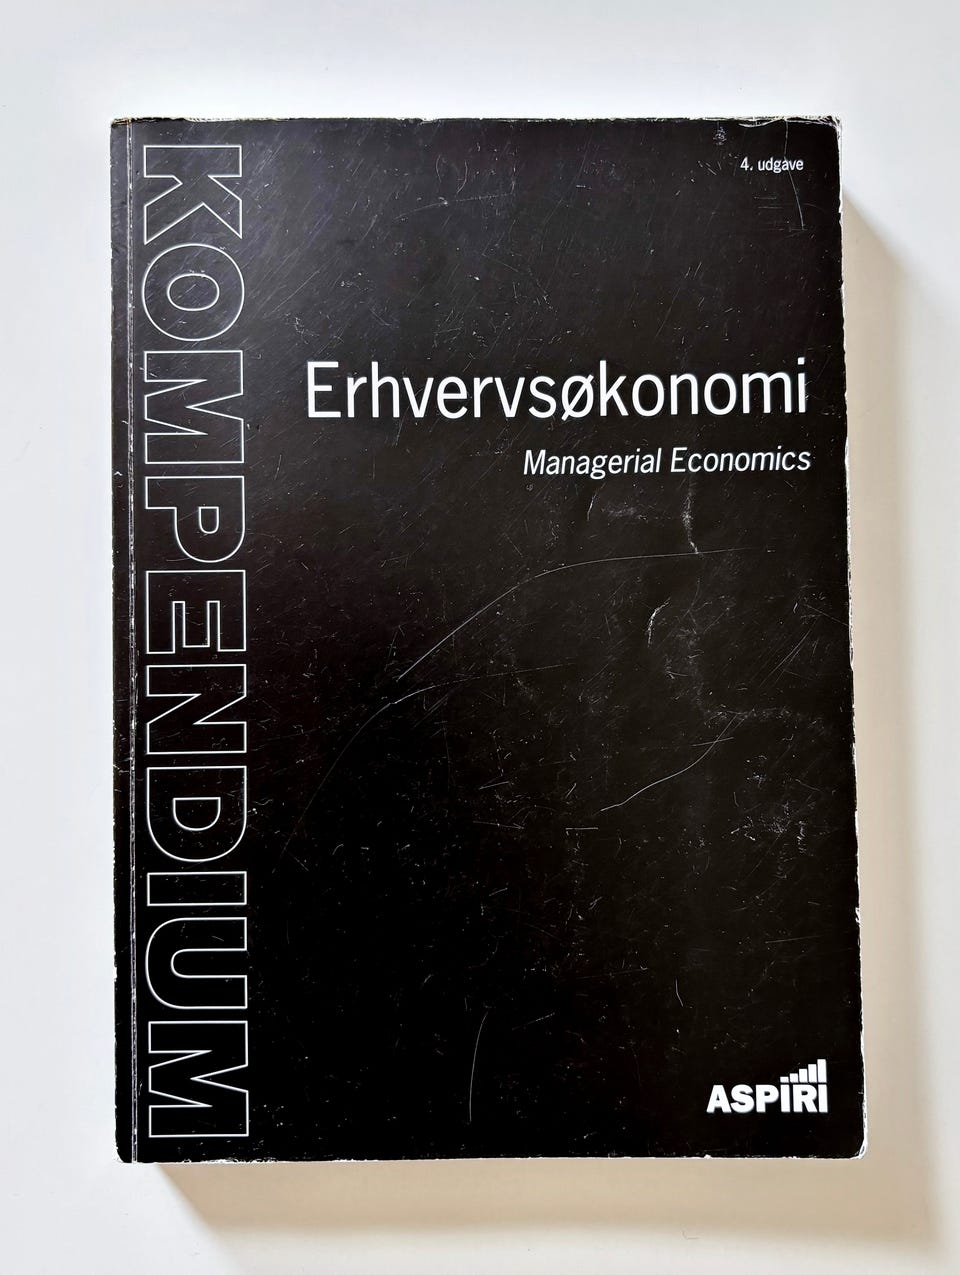 4. udgave
KOMPENDIUM
Erhvervsøkonomi
Managerial Economics
ASPIRI